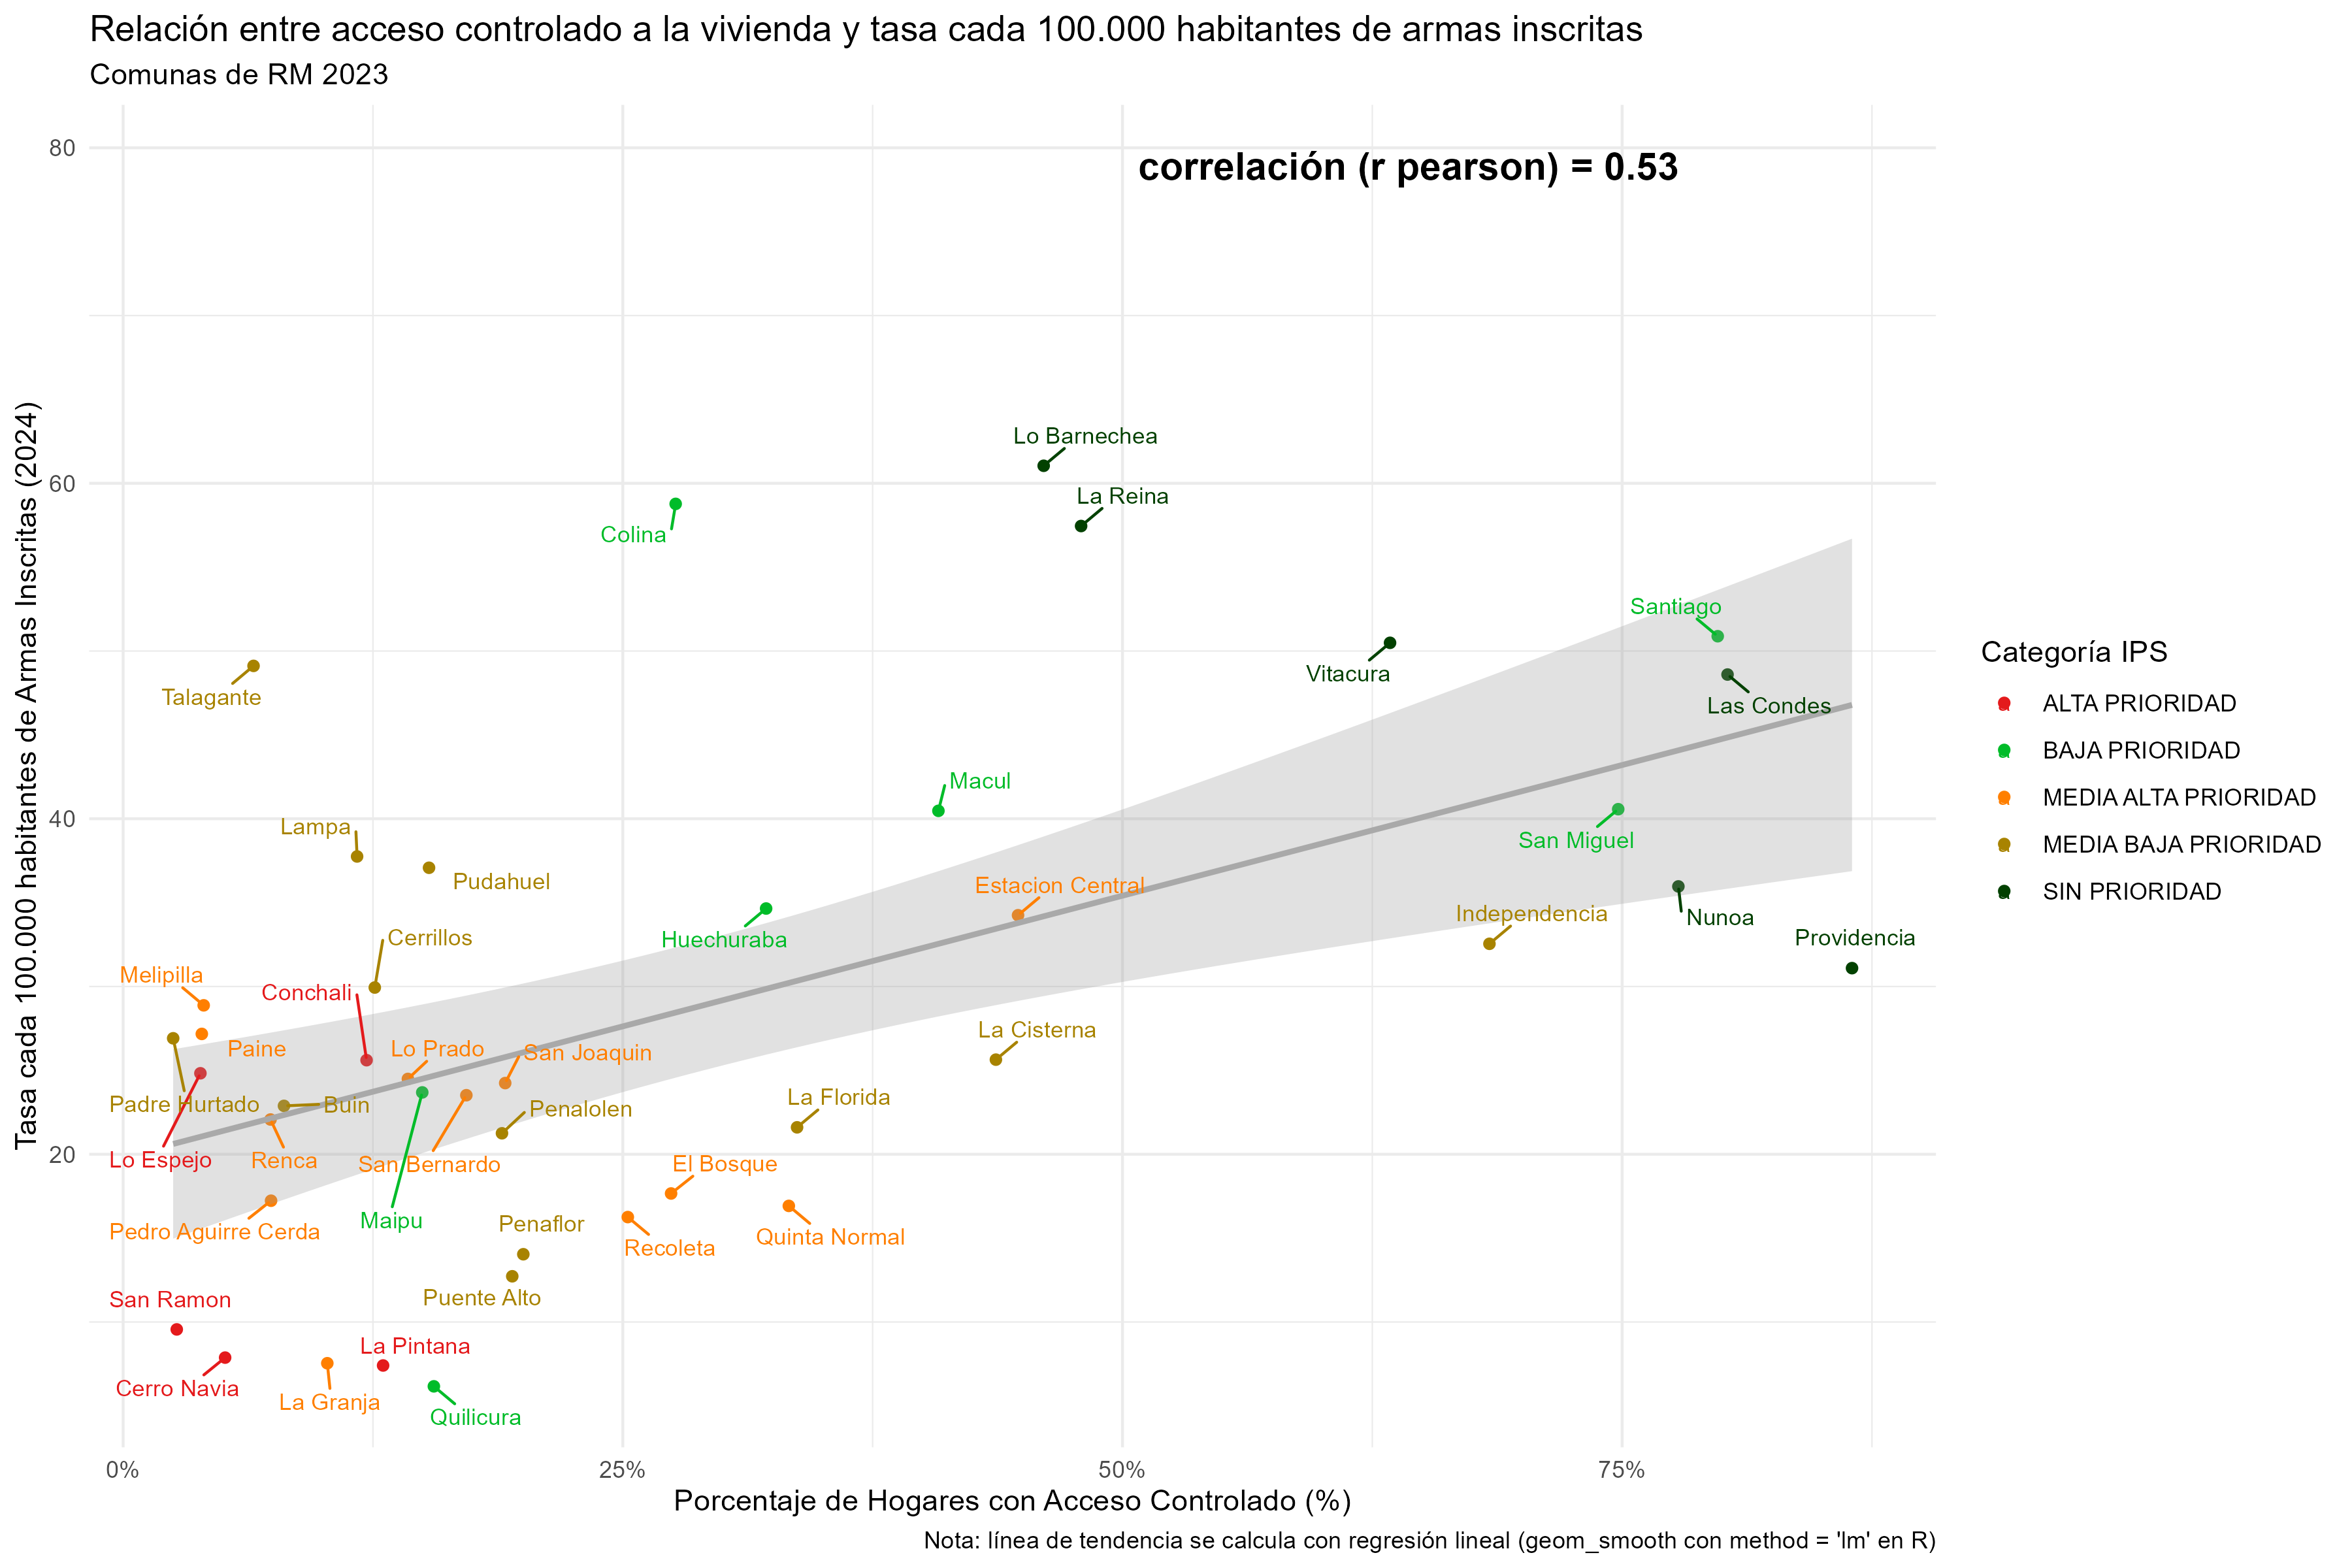 Relación entre acceso controlado a la vivienda y tasa cada 100.000 habitantes de armas inscritas
Comunas de RM 2023
correlación (r pearson) = 0.53
Tasa cada 100.000 habitantes de Armas Inscritas (2024)
80
60
40
20
Lo Barnechea
La Reina
Colina
Santiago
Vitacura
Talagante
Las Condes
Macul
Lampa
San Miguel
Pudahuel
Estacion Central
Independencia
Nunoa
Cerrillos
Huechuraba
Providencia
Melipilla
Conchali
La Cisterna
Paine
Lo Prado
San Joaquin
La Florida
Padre Hurtado
Buin
Penalolen
Lo Espejo
Renca
San Bernardo
El Bosque
Maipu
Penaflor
Pedro Aguirre Cerda
Quinta Normal
Recoleta
San Ramon
Puente Alto
La Pintana
Cerro Navia
La Granja
Quilicura
0%
25%
50%
75%
Porcentaje de Hogares con Acceso Controlado (%)
Nota: línea de tendencia se calcula con regresión lineal (geom_smooth con method = 'lm' en R)
Categoría IPS
ALTA PRIORIDAD
BAJA PRIORIDAD
MEDIA ALTA PRIORIDAD
MEDIA BAJA PRIORIDAD
SIN PRIORIDAD